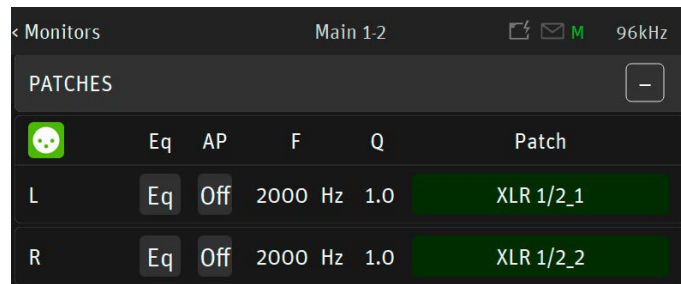 < Monitors Main 1-2 M 96kHz
PATCHES –
Eq AP F Q Patch
L Eq Off 2000 Hz 1.0 XLR 1/2_1
R Eq Off 2000 Hz 1.0 XLR 1/2_2